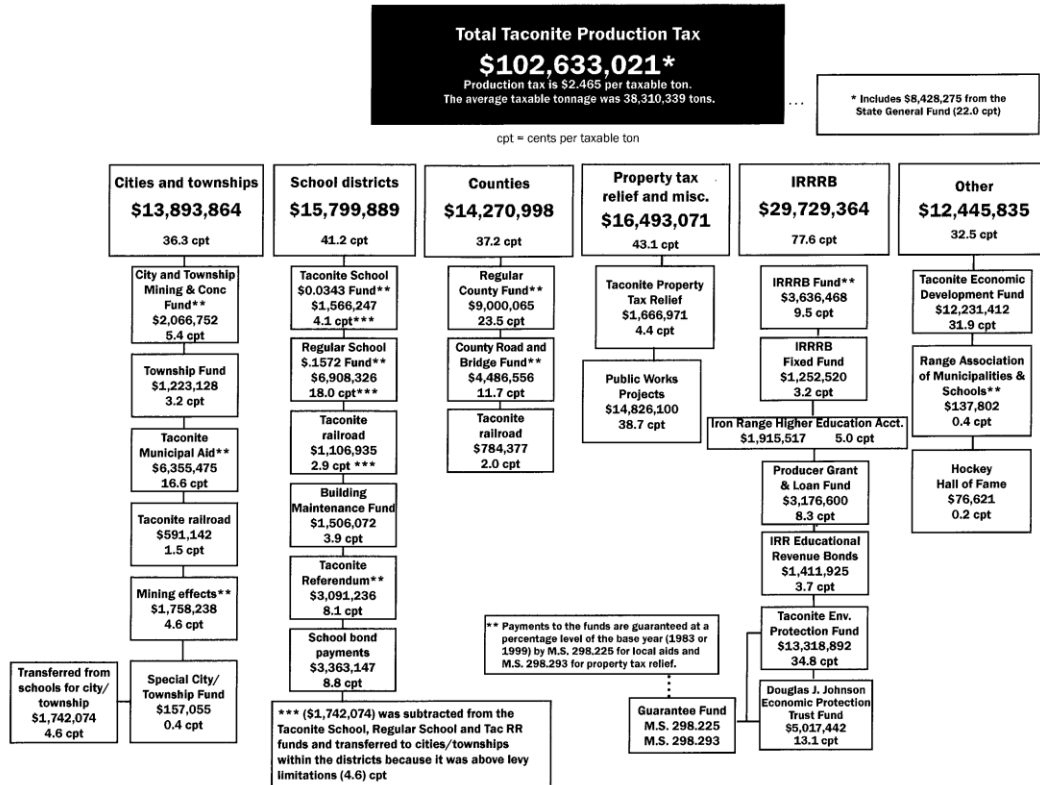 Total Taconite Production Tax
$102,633,021*
Production tax is $2.465 per taxable ton.
The average taxable tonnage was 38,310,339 tons.
...
* Includes $8,428,275 from the
State General Fund (22.0 cpt)
cpt = cents per taxable ton
Cities and townships
$13,893,864
36.3 cpt
City and Township
Mining & Conc
Fund**
$2,066,752
5.4 cpt
Township Fund
$1,223,128
3.2 cpt
Taconite
Municipal Aid**
$6,355,475
16.6 cpt
Taconite railroad
$591,142
1.5 cpt
Mining effects**
$1,758,238
4.6 cpt
Special City/
Township Fund
$157,055
0.4 cpt
Transferred from
schools for city/
township
$1,742,074
4.6 cpt
School districts
$15,799,889
41.2 cpt
Taconite School
$0.0343 Fund**
$1,566,247
4.1 cpt***
Regular School
$.1572 Fund**
$6,908,326
18.0 cpt***
Taconite
railroad
$1,106,935
2.9 cpt ***
Building
Maintenance Fund
$1,506,072
3.9 cpt
Taconite
Referendum**
$3,091,236
8.1 cpt
School bond
payments
$3,363,147
8.8 cpt
*** ($1,742,074) was subtracted from the
Taconite School, Regular School and Tac RR
funds and transferred to cities/townships
within the districts because it was above levy
limitations (4.6) cpt
Counties
$14,270,998
37.2 cpt
Regular
County Fund**
$9,000,065
23.5 cpt
County Road and
Bridge Fund**
$4,486,556
11.7 cpt
Taconite
railroad
$784,377
2.0 cpt
Property tax
relief and misc.
$16,493,071
43.1 cpt
Taconite Property
Tax Relief
$1,666,971
4.4 cpt
Public Works
Projects
$14,826,100
38.7 cpt
IRRRB
$29,729,364
77.6 cpt
IRRRB Fund**
$3,636,468
9.5 cpt
IRRRB
Fixed Fund
$1,252,520
3.2 cpt
Iron Range Higher Education Acct.
$1,915,517 5.0 cpt
Producer Grant
& Loan Fund
$3,176,600
8.3 cpt
IRR Educational
Revenue Bonds
$1,411,925
3.7 cpt
Taconite Env.
Protection Fund
$13,318,892
34.8 cpt
Douglas J. Johnson
Economic Protection
Trust Fund
$5,017,442
13.1 cpt
** Payments to the funds are guaranteed at a
percentage level of the base year (1983 or
1999) by M.S. 298.225 for local aids and
M.S. 298.293 for property tax relief.
Guarantee Fund
M.S. 298.225
M.S. 298.293
Other
$12,445,835
32.5 cpt
Taconite Economic
Development Fund
$12,231,412
31.9 cpt
Range Association
of Municipalities &
Schools**
$137,802
0.4 cpt
Hockey
Hall of Fame
$76,621
0.2 cpt